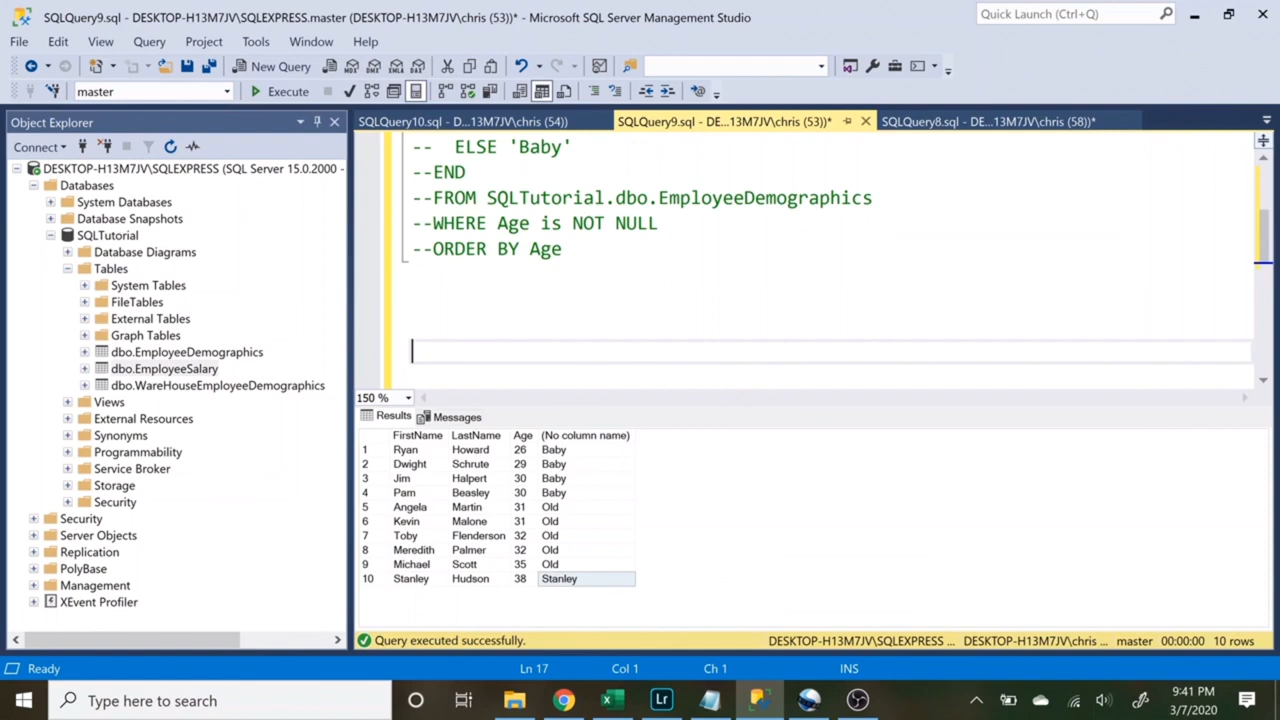 SQLQuery9.sql - DESKTOP-H13M7JV\SQLEXPRESS.master (DESKTOP-H13M7JV\chris (53))* - Microsoft SQL Server Management Studio
Quick Launch (Ctrl+Q)
File Edit View Query Project Tools Window Help
New Query MDX DMX XMLA DAX
master Execute
Object Explorer
SQLQuery10.sql - D...13M7JV\chris (54)) SQLQuery9.sql - DE...13M7JV\chris (53))* SQLQuery8.sql - DE...13M7JV\chris (58))*
Connect
DESKTOP-H13M7JV\SQLEXPRESS (SQL Server 15.0.2000 -
Databases
System Databases
Database Snapshots
SQLTutorial
Database Diagrams
Tables
System Tables
FileTables
External Tables
Graph Tables
dbo.EmployeeDemographics
dbo.EmployeeSalary
dbo.WareHouseEmployeeDemographics
Views
External Resources
Synonyms
Programmability
Service Broker
Storage
Security
Security
Server Objects
Replication
PolyBase
Management
XEvent Profiler
-- ELSE 'Baby'
--END
--FROM SQLTutorial.dbo.EmployeeDemographics
--WHERE Age is NOT NULL
--ORDER BY Age
150 %
Results Messages
FirstName LastName Age (No column name)
1 Ryan Howard 26 Baby
2 Dwight Schrute 29 Baby
3 Jim Halpert 30 Baby
4 Pam Beasley 30 Baby
5 Angela Martin 31 Old
6 Kevin Malone 31 Old
7 Toby Flenderson 32 Old
8 Meredith Palmer 32 Old
9 Michael Scott 35 Old
10 Stanley Hudson 38 Stanley
Query executed successfully. DESKTOP-H13M7JV\SQLEXPRESS ... DESKTOP-H13M7JV\chris ... master 00:00:00 10 rows
Ready Ln 17 Col 1 Ch 1 INS
Type here to search
Lr
9:41 PM
3/7/2020